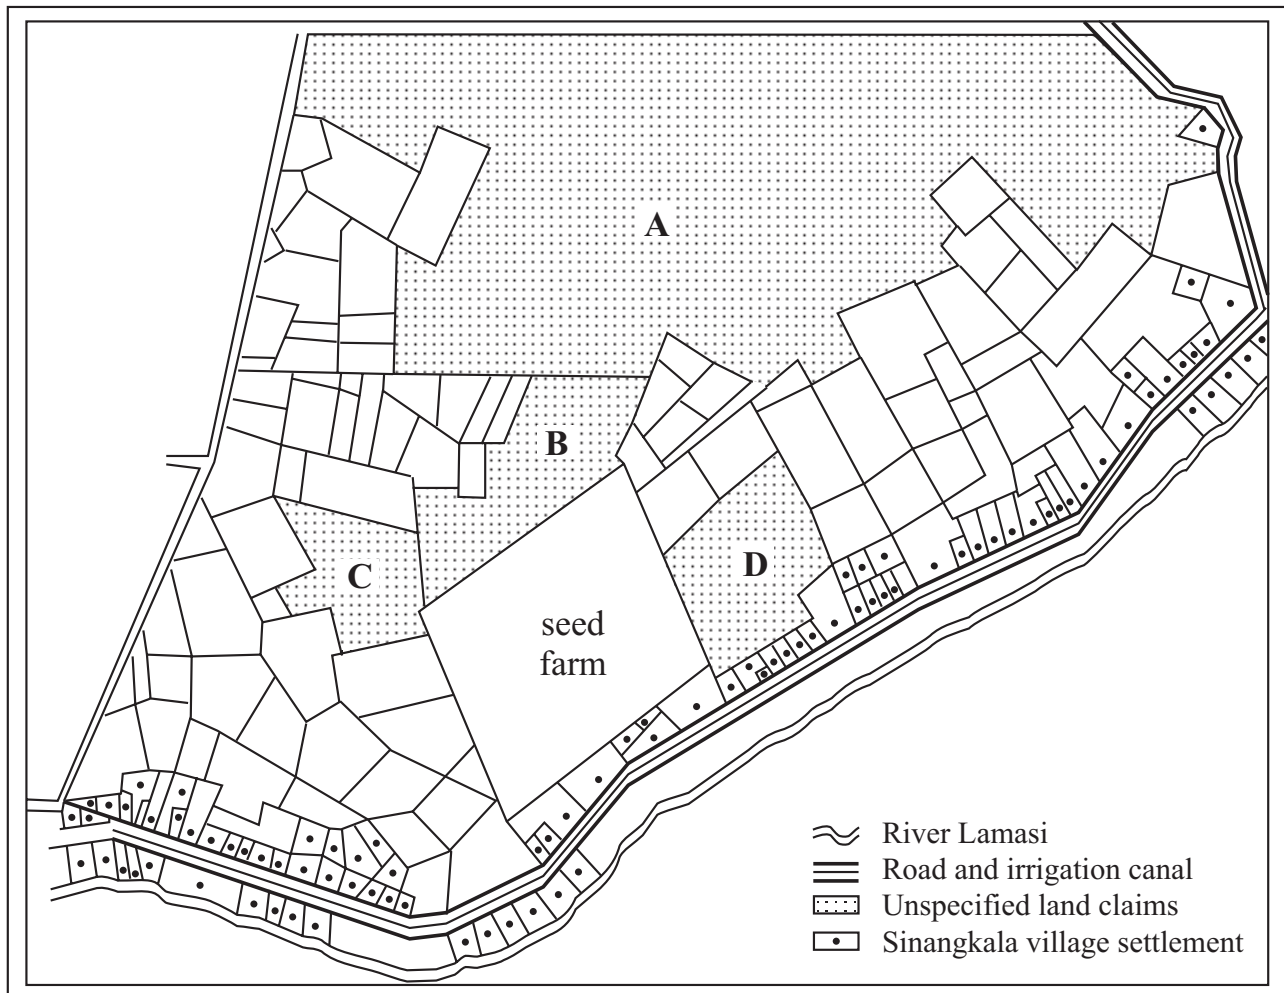 A
B
C
D
seed
farm
River Lamasi
Road and irrigation canal
Unspecified land claims
Sinangkala village settlement